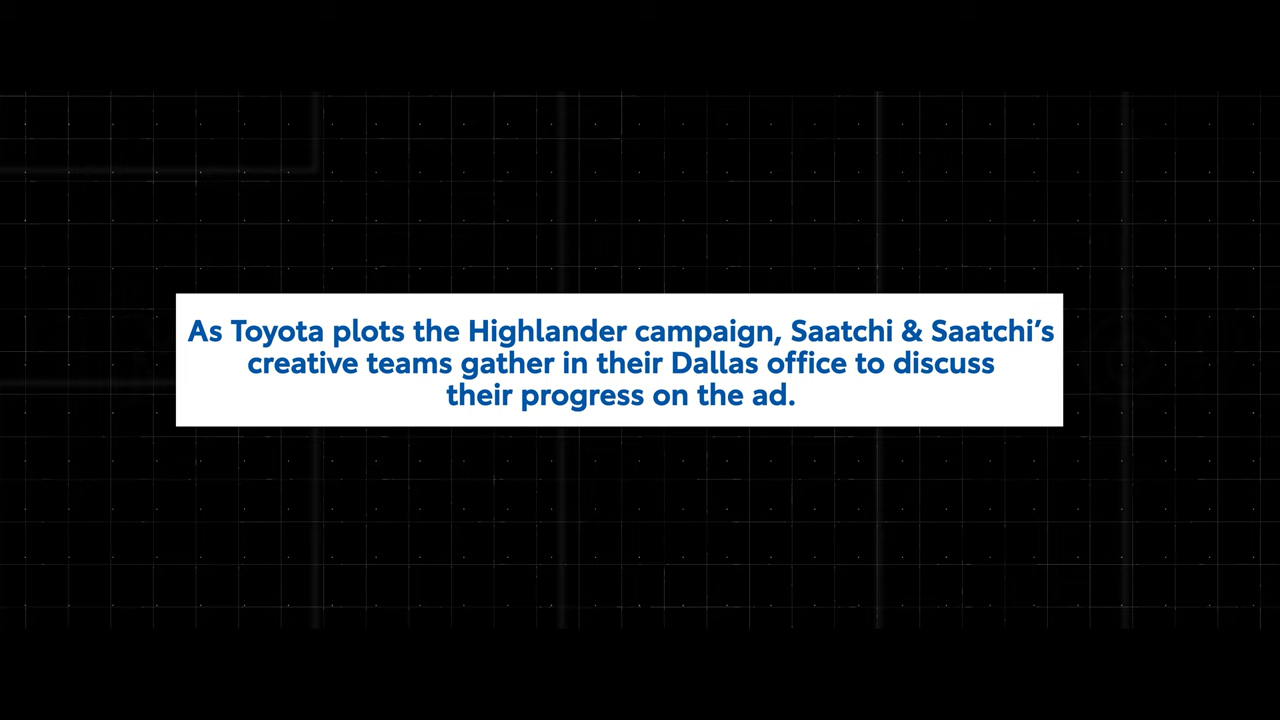 As Toyota plots the Highlander campaign, Saatchi & Saatchi’s
creative teams gather in their Dallas office to discuss
their progress on the ad.